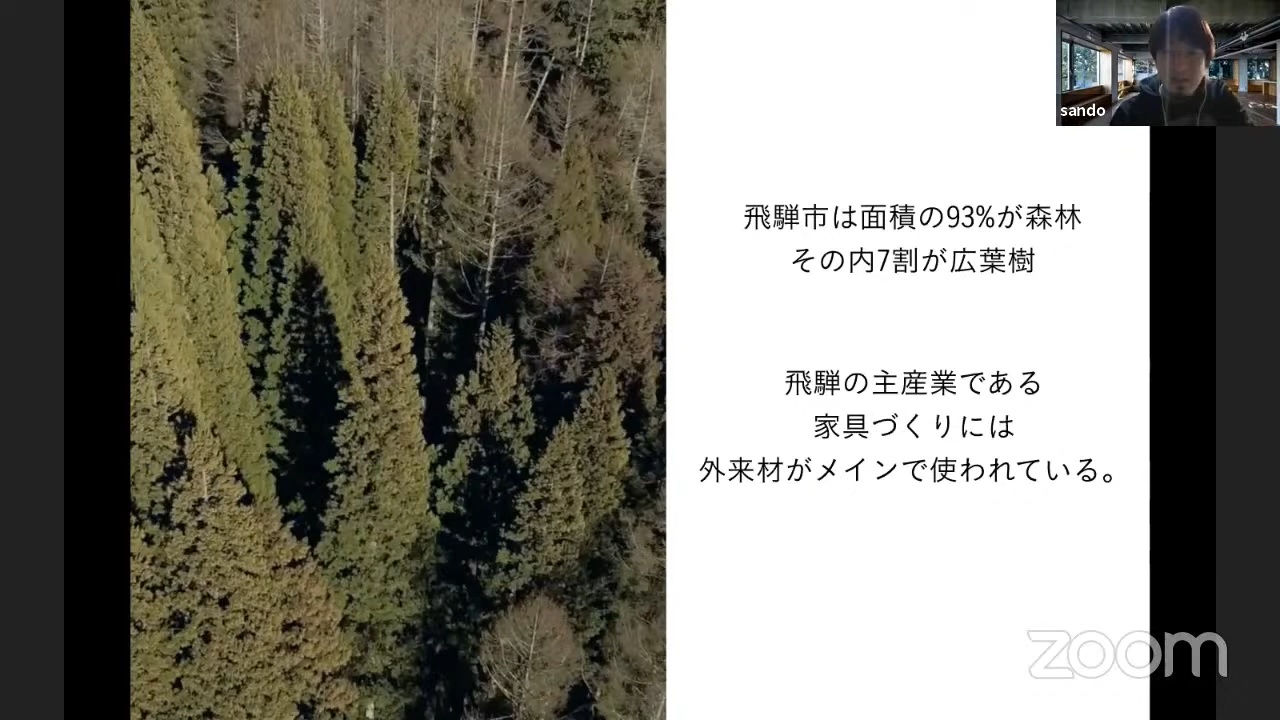 sando
飛騨市は面積の93%が森林
その内7割が広葉樹
飛騨の主産業である
家具づくりには
外来材がメインで使われている。
zoom